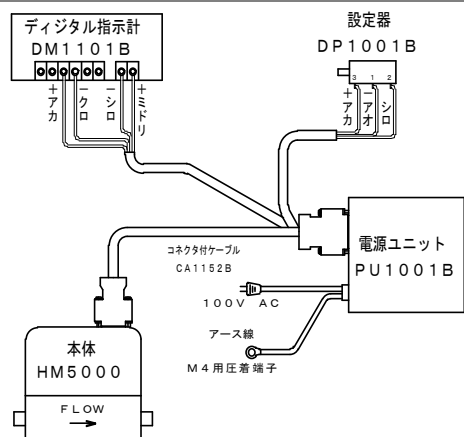 ディジタル指示計
DM1101B
+アカ
−クロ
−シロ
+ミドリ
設定器
DP1001B
3 1 2
+アカ
−アオ
シロ
電源ユニット
PU1001B
コネクタ付ケーブル
CA1152B
100V AC
アース線
M4用圧着端子
本体
HM5000
FLOW